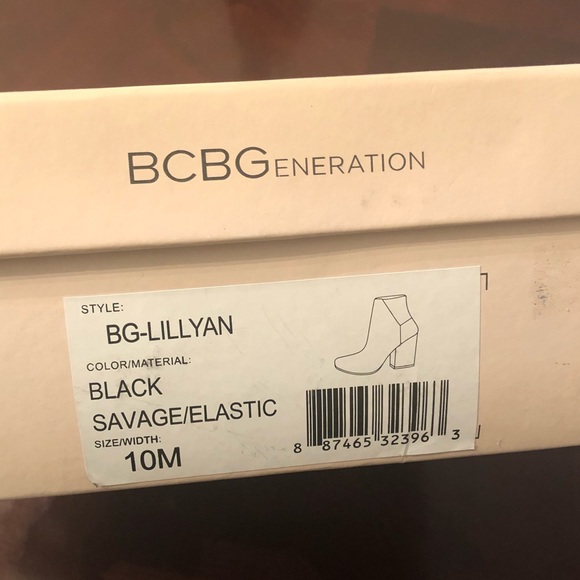 BCBGENERATION
STYLE:
BG-LILLYAN
COLOR/MATERIAL:
BLACK
SAVAGE/ELASTIC
SIZE/WIDTH:
10M
8 87465 32396 3